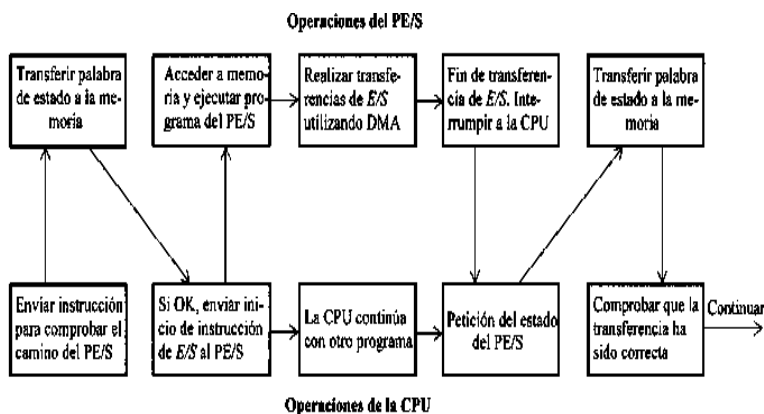 Operaciones del PE/S
Transferir palabra
de estado a la me-
moria
Acceder a memo-
ria y ejecutar pro-
grama del PE/S
Realizar transfe-
rencias de E/S
utilizando DMA
Fin de transferen-
cia de E/S. Inte-
rrumpir a la CPU
Transferir palabra
de estado a la me-
moria
Enviar instrucción
para comprobar el
camino del PE/S
Si OK, enviar ini-
cio de instrucción
de E/S al PE/S
La CPU continúa
con otro programa
Petición del estado
del PE/S
Comprobar que la
transferencia ha
sido correcta
Continuar
Operaciones de la CPU